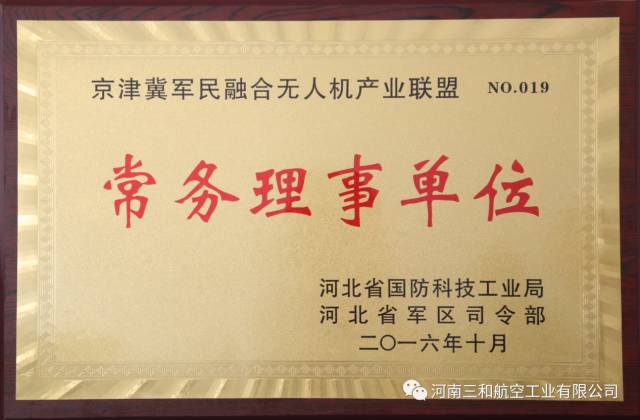 京津冀军民融合无人机产业联盟 NO.019
常务理事单位
河北省国防科技工业局
河北省军区司令部
二〇一六年十月
河南三和航空工业有限公司